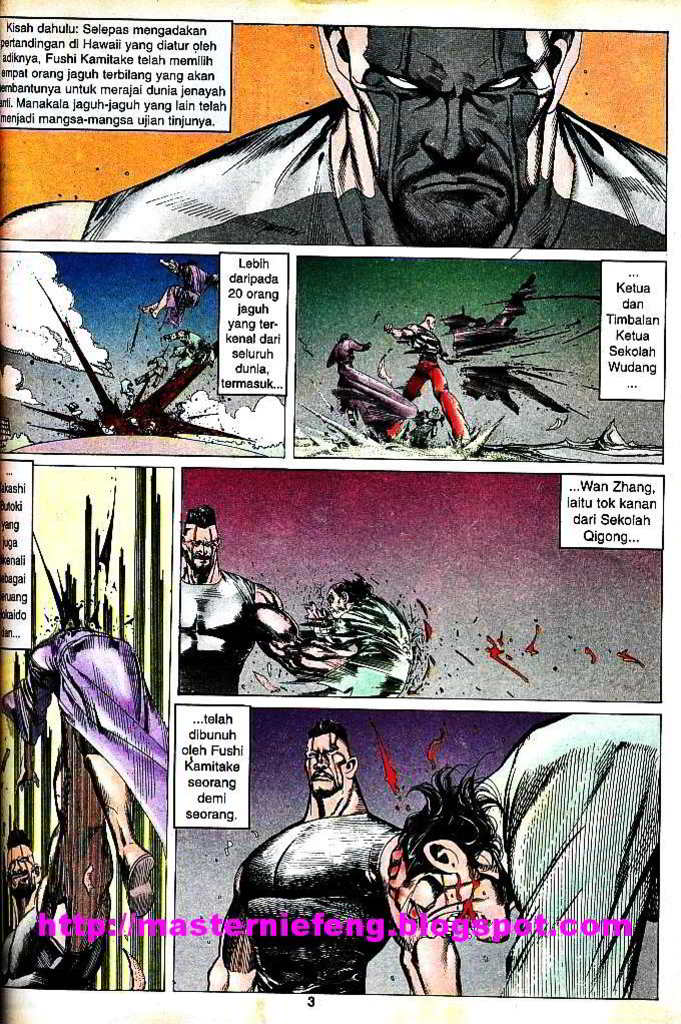 Kisah dahulu: Selepas mengadakan
pertandingan di Hawaii yang diatur oleh
adiknya, Fushi Kamitake telah memilih
empat orang jaguh terbilang yang akan
membantunya untuk merajai dunia jenayah
Manakala jaguh-jaguh yang lain telah
menjadi mangsa-mangsa ujian tinjunya.
Lebih
daripada
20 orang
jaguh
yang ter-
kenal dari
seluruh
dunia,
termasuk...
...
Ketua
dan
Timbalan
Ketua
Sekolah
Wudang
...
...
yang
juga
dan...
...Wan Zhang,
iaitu tok kanan
dari Sekolah
Qigong...
...telah
dibunuh
oleh Fushi
Kamitake
seorang
demi
seorang.
http://masterniefeng.blogspot.com
3